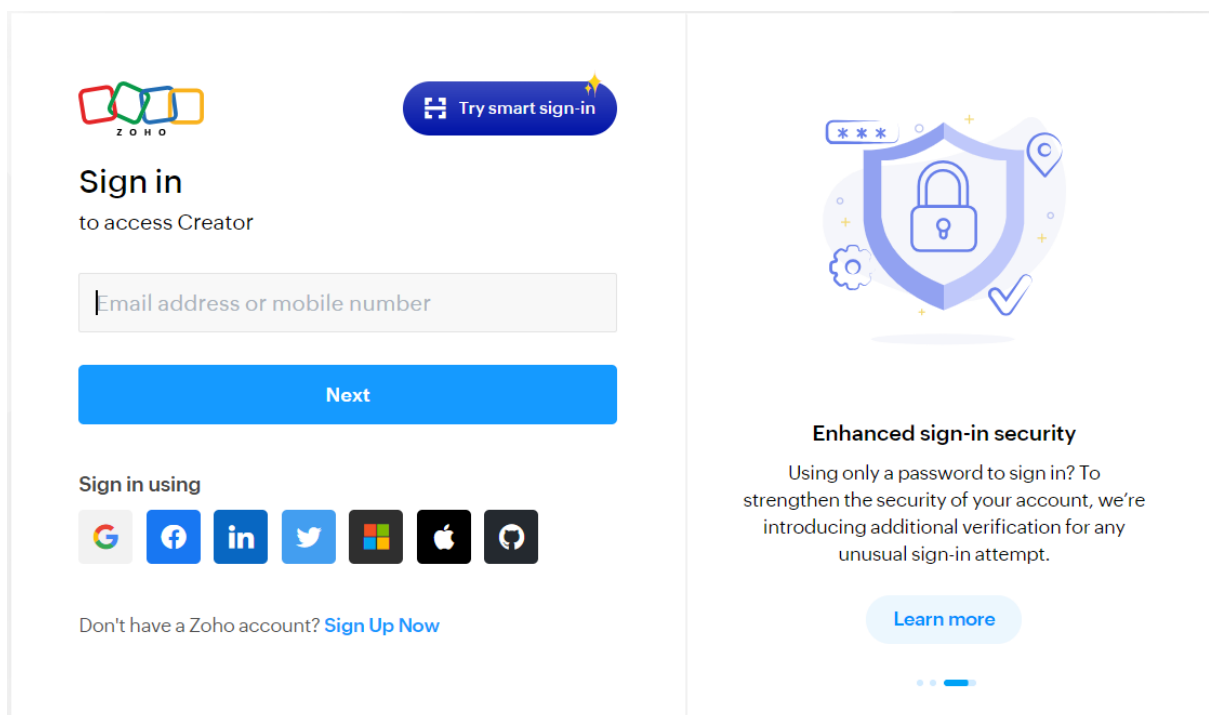 ZOHO
Try smart sign-in
Sign in
to access Creator
Email address or mobile number
Next
Sign in using
in
Don't have a Zoho account? Sign Up Now
* * *
Enhanced sign-in security
Using only a password to sign in? To
strengthen the security of your account, we're
introducing additional verification for any
unusual sign-in attempt.
Learn more